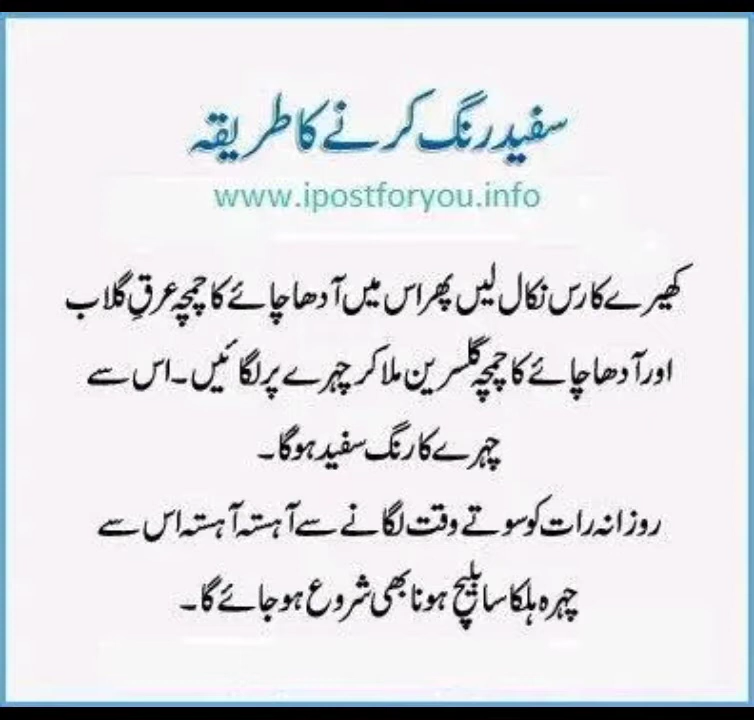 سفید رنگ کرنے کا طریقہ
www.ipostforyou.info
کھیرے کا رس نکال لیں پھر اس میں آدھا چائے کا چمچہ عرقِ گلاب
اور آدھا چائے کا چمچہ گلسرین ملا کر چہرے پر لگائیں۔ اس سے
چہرے کا رنگ سفید ہوگا۔
روزانہ رات کو سوتے وقت لگانے سے آہستہ آہستہ اس سے
چہرہ ہلکا سا بلیچ ہونا بھی شروع ہو جائے گا۔